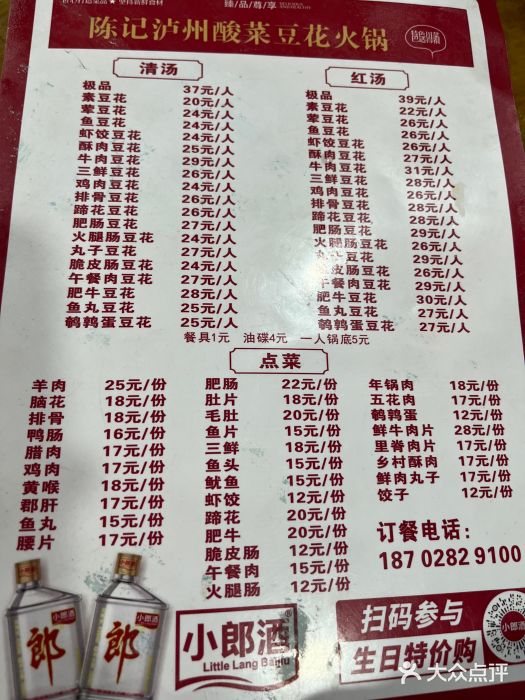 坚持新鲜食材
臻品尊享
陈记泸州酸菜豆花火锅
清汤
极品 37元/人
素豆花 20元/人
荤豆花 24元/人
鱼豆花 24元/人
虾饺豆花 24元/人
酥肉豆花 25元/人
牛肉豆花 29元/人
三鲜豆花 26元/人
鸡肉豆花 24元/人
排骨豆花 26元/人
蹄花豆花 26元/人
肥肠豆花 27元/人
火腿肠豆花 24元/人
丸子豆花 27元/人
脆皮肠豆花 24元/人
午餐肉豆花 27元/人
肥牛豆花 28元/人
鱼丸豆花 25元/人
鹌鹑蛋豆花 25元/人
红汤
极品 39元/人
素豆花 22元/人
荤豆花 26元/人
鱼豆花 26元/人
虾饺豆花 26元/人
酥肉豆花 27元/人
牛肉豆花 31元/人
三鲜豆花 28元/人
鸡肉豆花 26元/人
排骨豆花 28元/人
蹄花豆花 28元/人
肥肠豆花 29元/人
火腿肠豆花 26元/人
丸子豆花 29元/人
脆皮肠豆花 26元/人
午餐肉豆花 29元/人
肥牛豆花 30元/人
鱼丸豆花 27元/人
鹌鹑蛋豆花 27元/人
餐具1元 油碟4元 一人锅底5元
点菜
羊肉 25元/份
脑花 18元/份
排骨 18元/份
鸭肠 16元/份
腊肉 17元/份
鸡肉 17元/份
黄喉 18元/份
郡肝 17元/份
鱼丸 15元/份
腰片 17元/份
肥肠 22元/份
肚片 18元/份
毛肚 20元/份
鱼片 15元/份
三鲜 18元/份
鱼头 15元/份
鱿鱼 15元/份
虾饺 12元/份
蹄花 20元/份
肥牛 20元/份
脆皮肠 12元/份
午餐肉 15元/份
火腿肠 12元/份
年锅肉 18元/份
五花肉 17元/份
鹌鹑蛋 12元/份
鲜牛肉片 28元/份
里脊肉片 17元/份
乡村酥肉 17元/份
鲜肉丸子 17元/份
饺子 12元/份
订餐电话：
187 0282 9100
小郎酒
郎
小郎酒
郎
小郎酒®
Little Lang Baijiu
扫码参与
生日特价购
小郎酒
大众点评